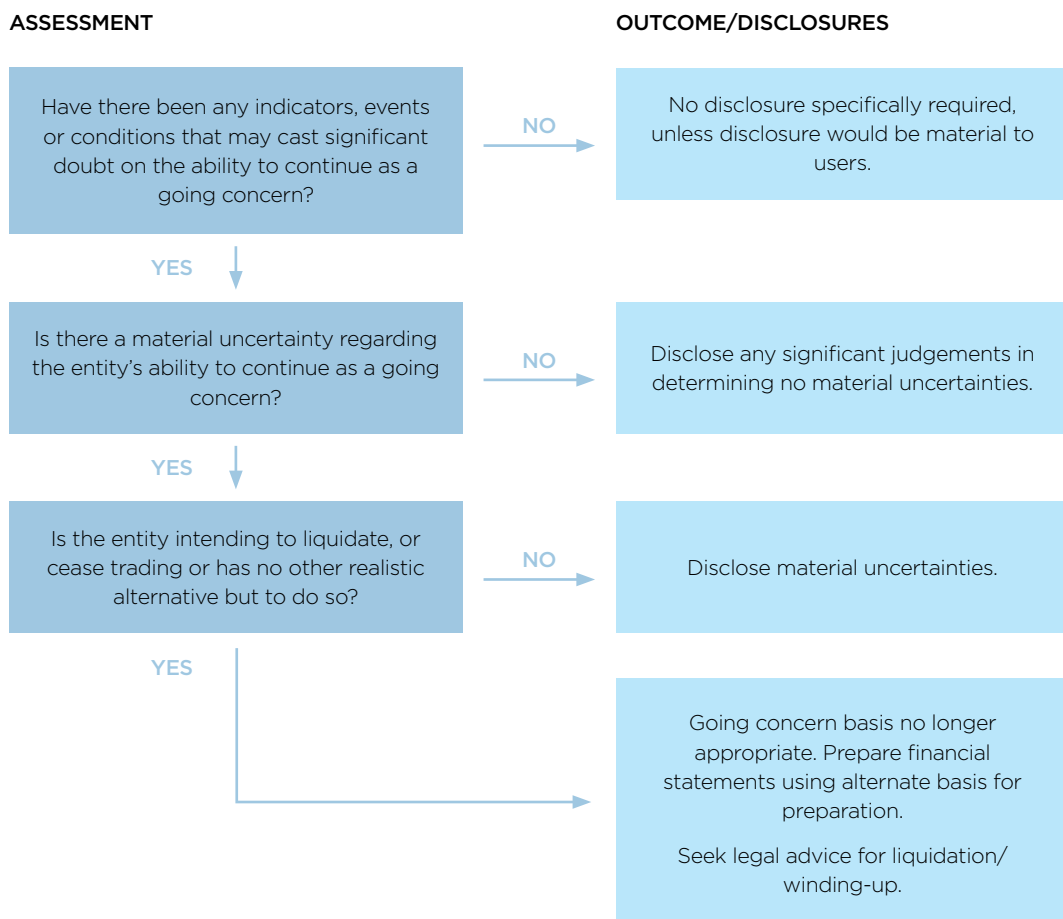 ASSESSMENT
OUTCOME/DISCLOSURES
Have there been any indicators, events
or conditions that may cast significant
doubt on the ability to continue as a
going concern?
NO
No disclosure specifically required,
unless disclosure would be material to
users.
YES
Is there a material uncertainty regarding
the entity's ability to continue as a going
concern?
NO
Disclose any significant judgements in
determining no material uncertainties.
YES
Is the entity intending to liquidate, or
cease trading or has no other realistic
alternative but to do so?
NO
Disclose material uncertainties.
YES
Going concern basis no longer
appropriate. Prepare financial
statements using alternate basis for
preparation.
Seek legal advice for liquidation/
winding-up.